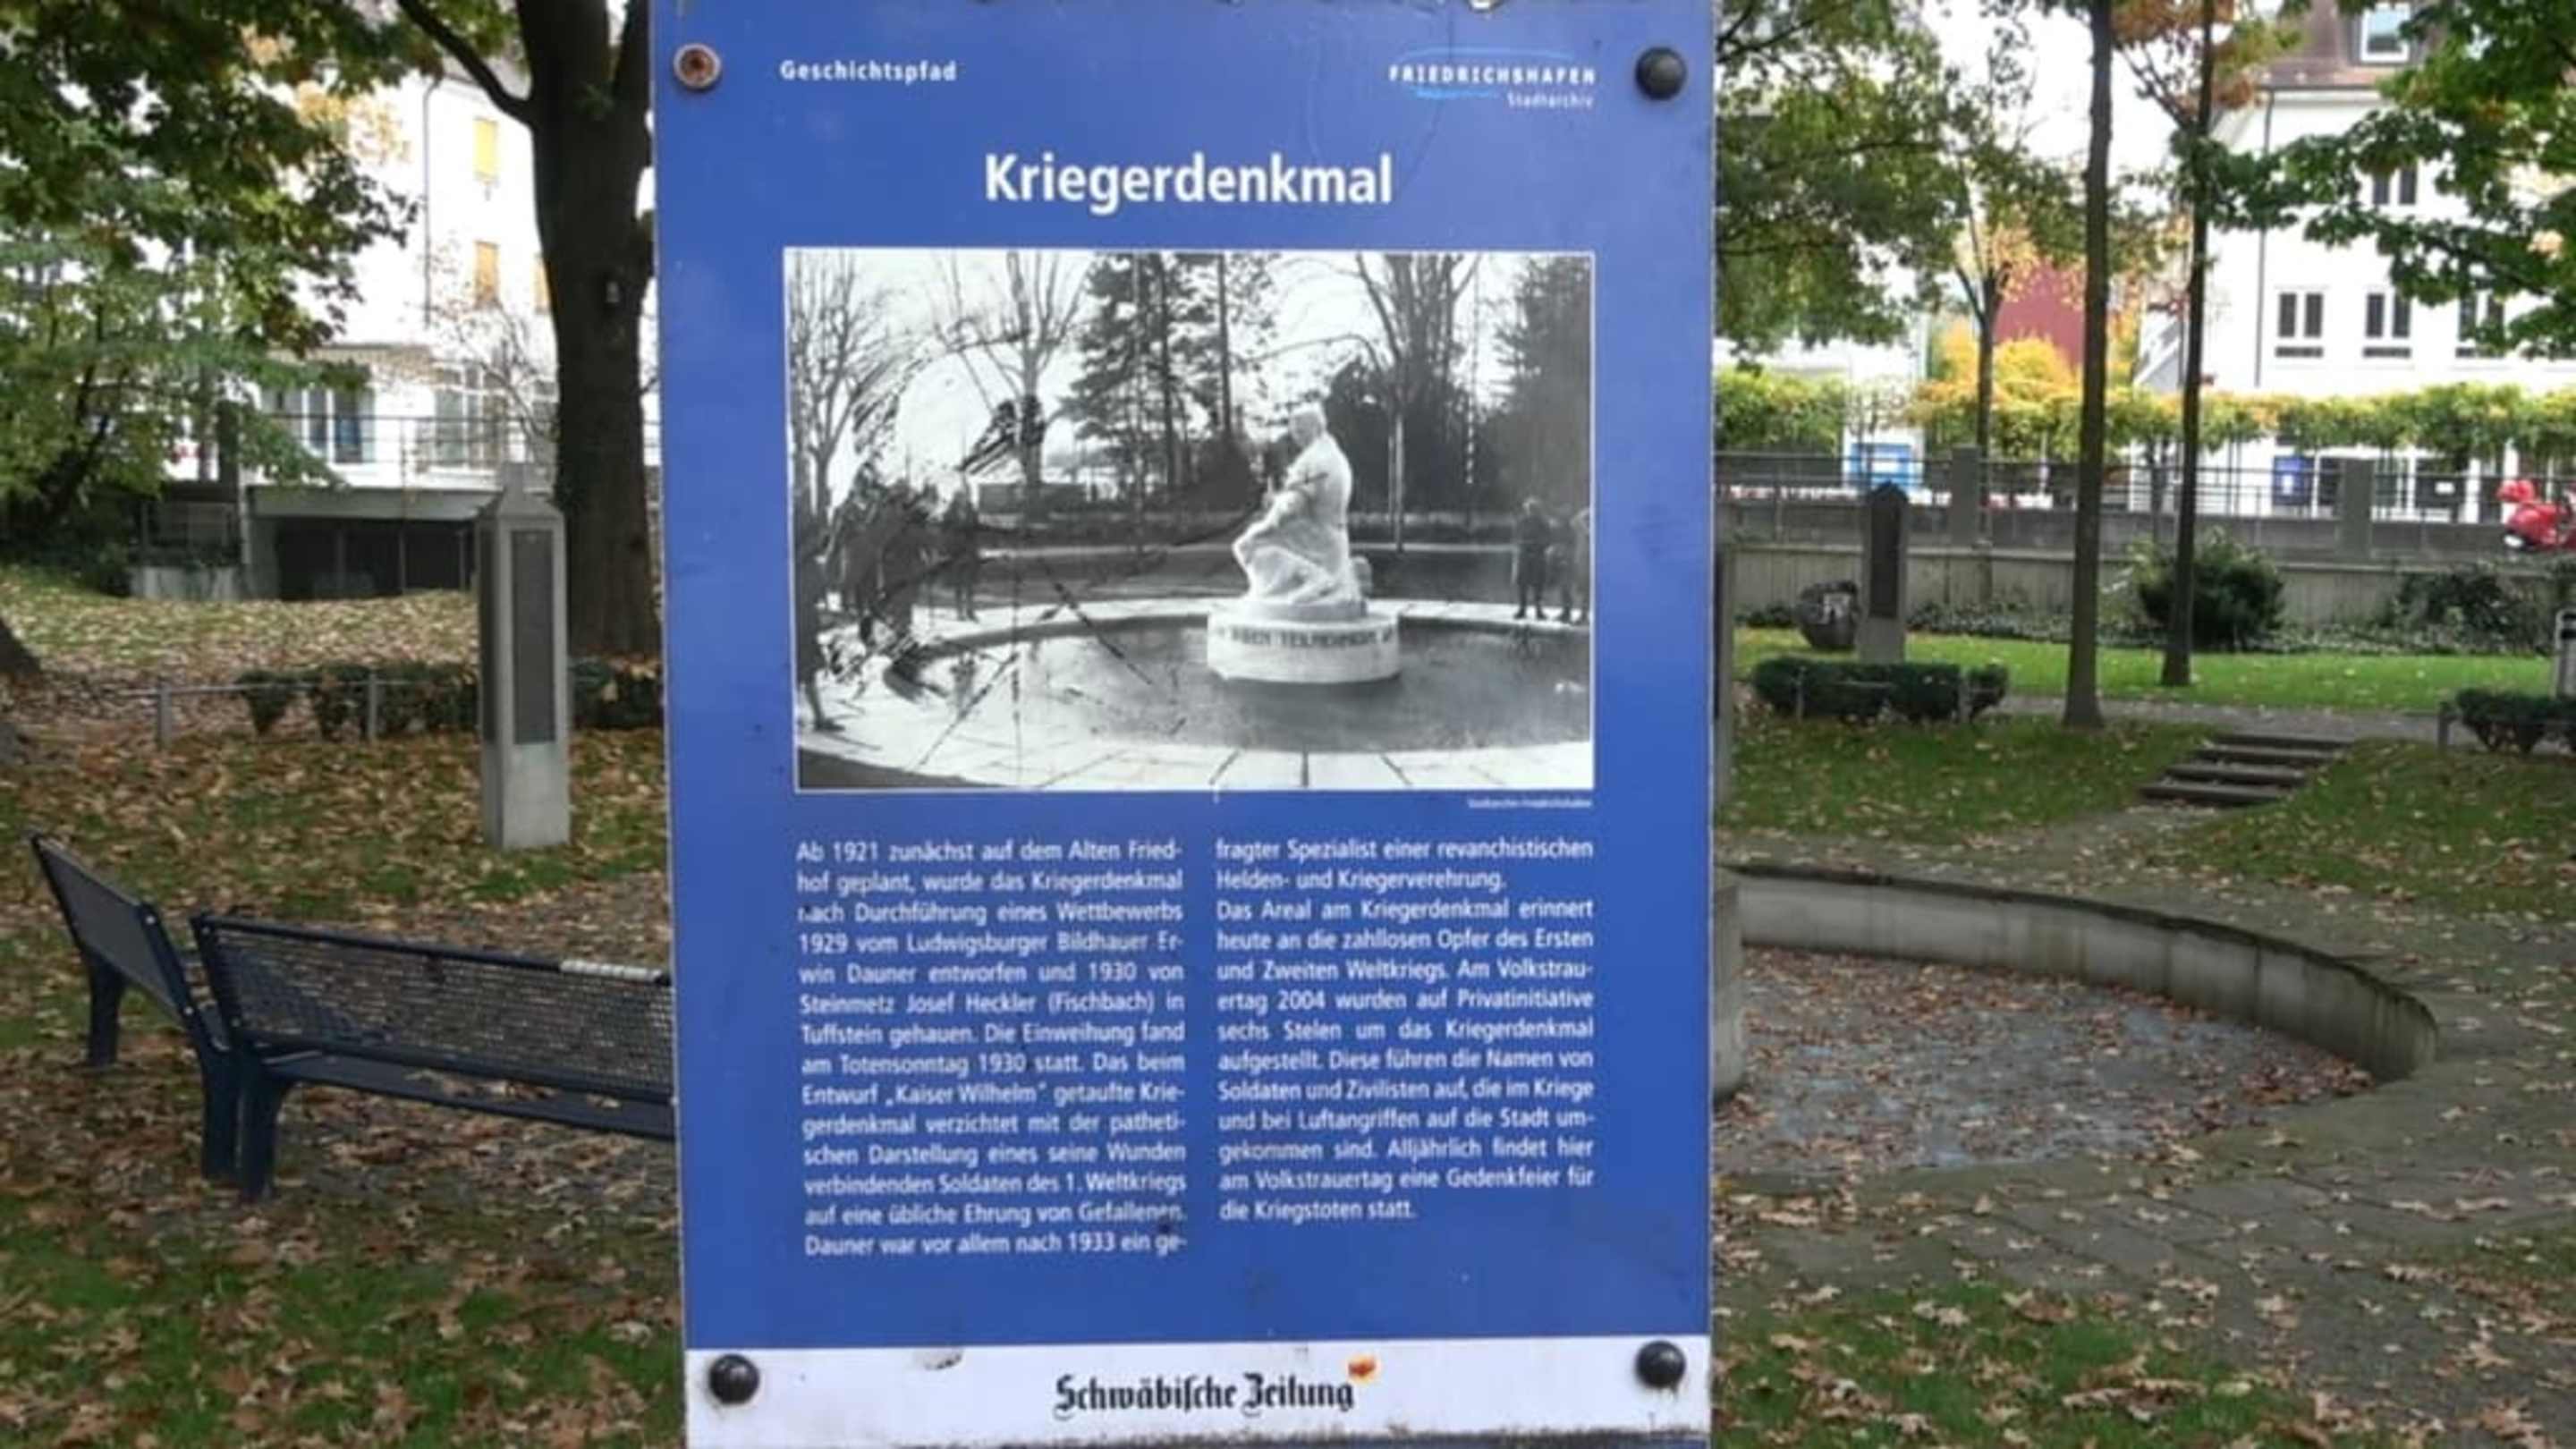 Geschichtspfad
FRIEDRICHSHAFEN
Stadtarchiv
Kriegerdenkmal
Stadtarchiv Friedrichshafen
Ab 1921 zunächst auf dem Alten Fried-
hof geplant, wurde das Kriegerdenkmal
nach Durchführung eines Wettbewerbs
1929 vom Ludwigsburger Bildhauer Er-
win Dauner entworfen und 1930 von
Steinmetz Josef Heckler (Fischbach) in
Tuffstein gehauen. Die Einweihung fand
am Totensonntag 1930 statt. Das beim
Entwurf „Kaiser Wilhelm" getaufte Krie-
gerdenkmal verzichtet mit der patheti-
schen Darstellung eines seine Wunden
verbindenden Soldaten des 1. Weltkriegs
auf eine übliche Ehrung von Gefallenen.
Dauner war vor allem nach 1933 ein ge-
fragter Spezialist einer revanchistischen
Helden- und Kriegerverehrung.
Das Areal am Kriegerdenkmal erinnert
heute an die zahllosen Opfer des Ersten
und Zweiten Weltkriegs. Am Volkstrau-
ertag 2004 wurden auf Privatinitiative
sechs Stelen um das Kriegerdenkmal
aufgestellt. Diese führen die Namen von
Soldaten und Zivilisten auf, die im Kriege
und bei Luftangriffen auf die Stadt um-
gekommen sind. Alljährlich findet hier
am Volkstrauertag eine Gedenkfeier für
die Kriegstoten statt.
Schwäbische Zeitung